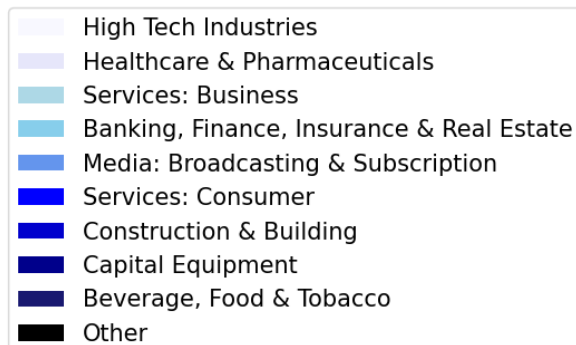 High Tech Industries
Healthcare & Pharmaceuticals
Services: Business
Banking, Finance, Insurance & Real Estate
Media: Broadcasting & Subscription
Services: Consumer
Construction & Building
Capital Equipment
Beverage, Food & Tobacco
Other